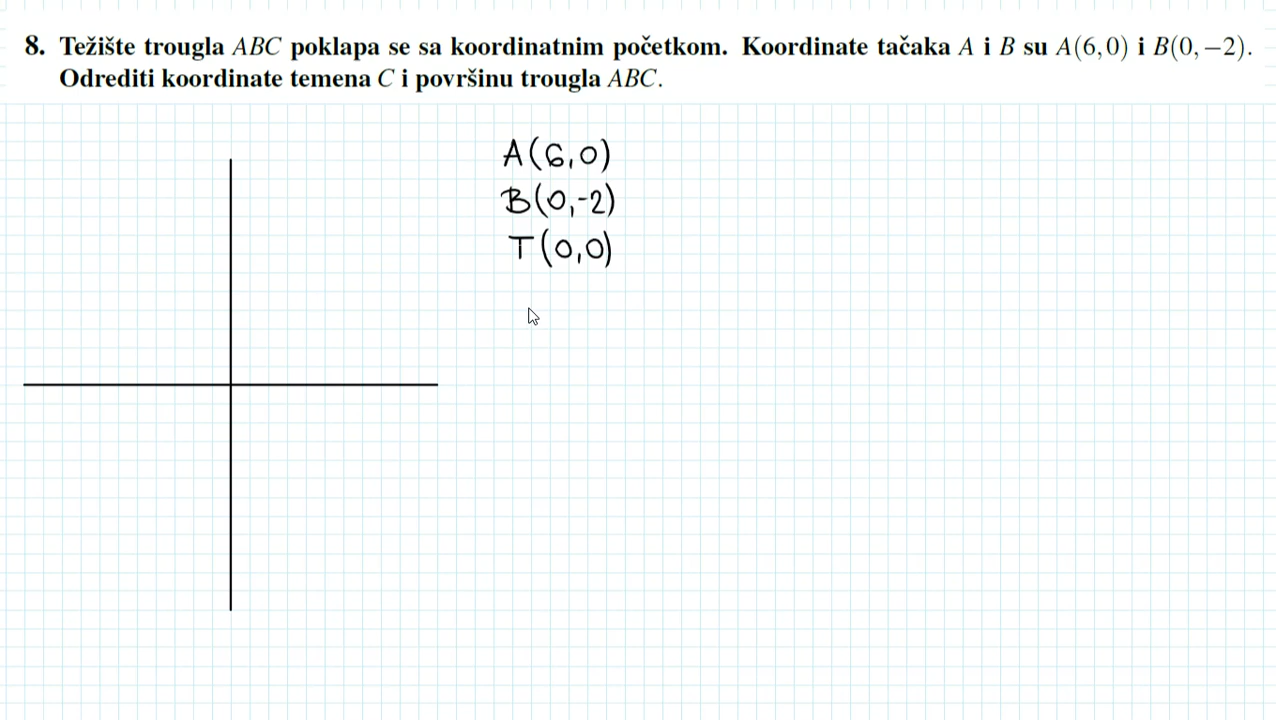 8. Težište trougla ABC poklapa se sa koordinatnim početkom. Koordinate tačaka A i B su A(6,0) i B(0,−2).
Odrediti koordinate temena C i površinu trougla ABC.
A(6,0)
B(0,-2)
T(0,0)